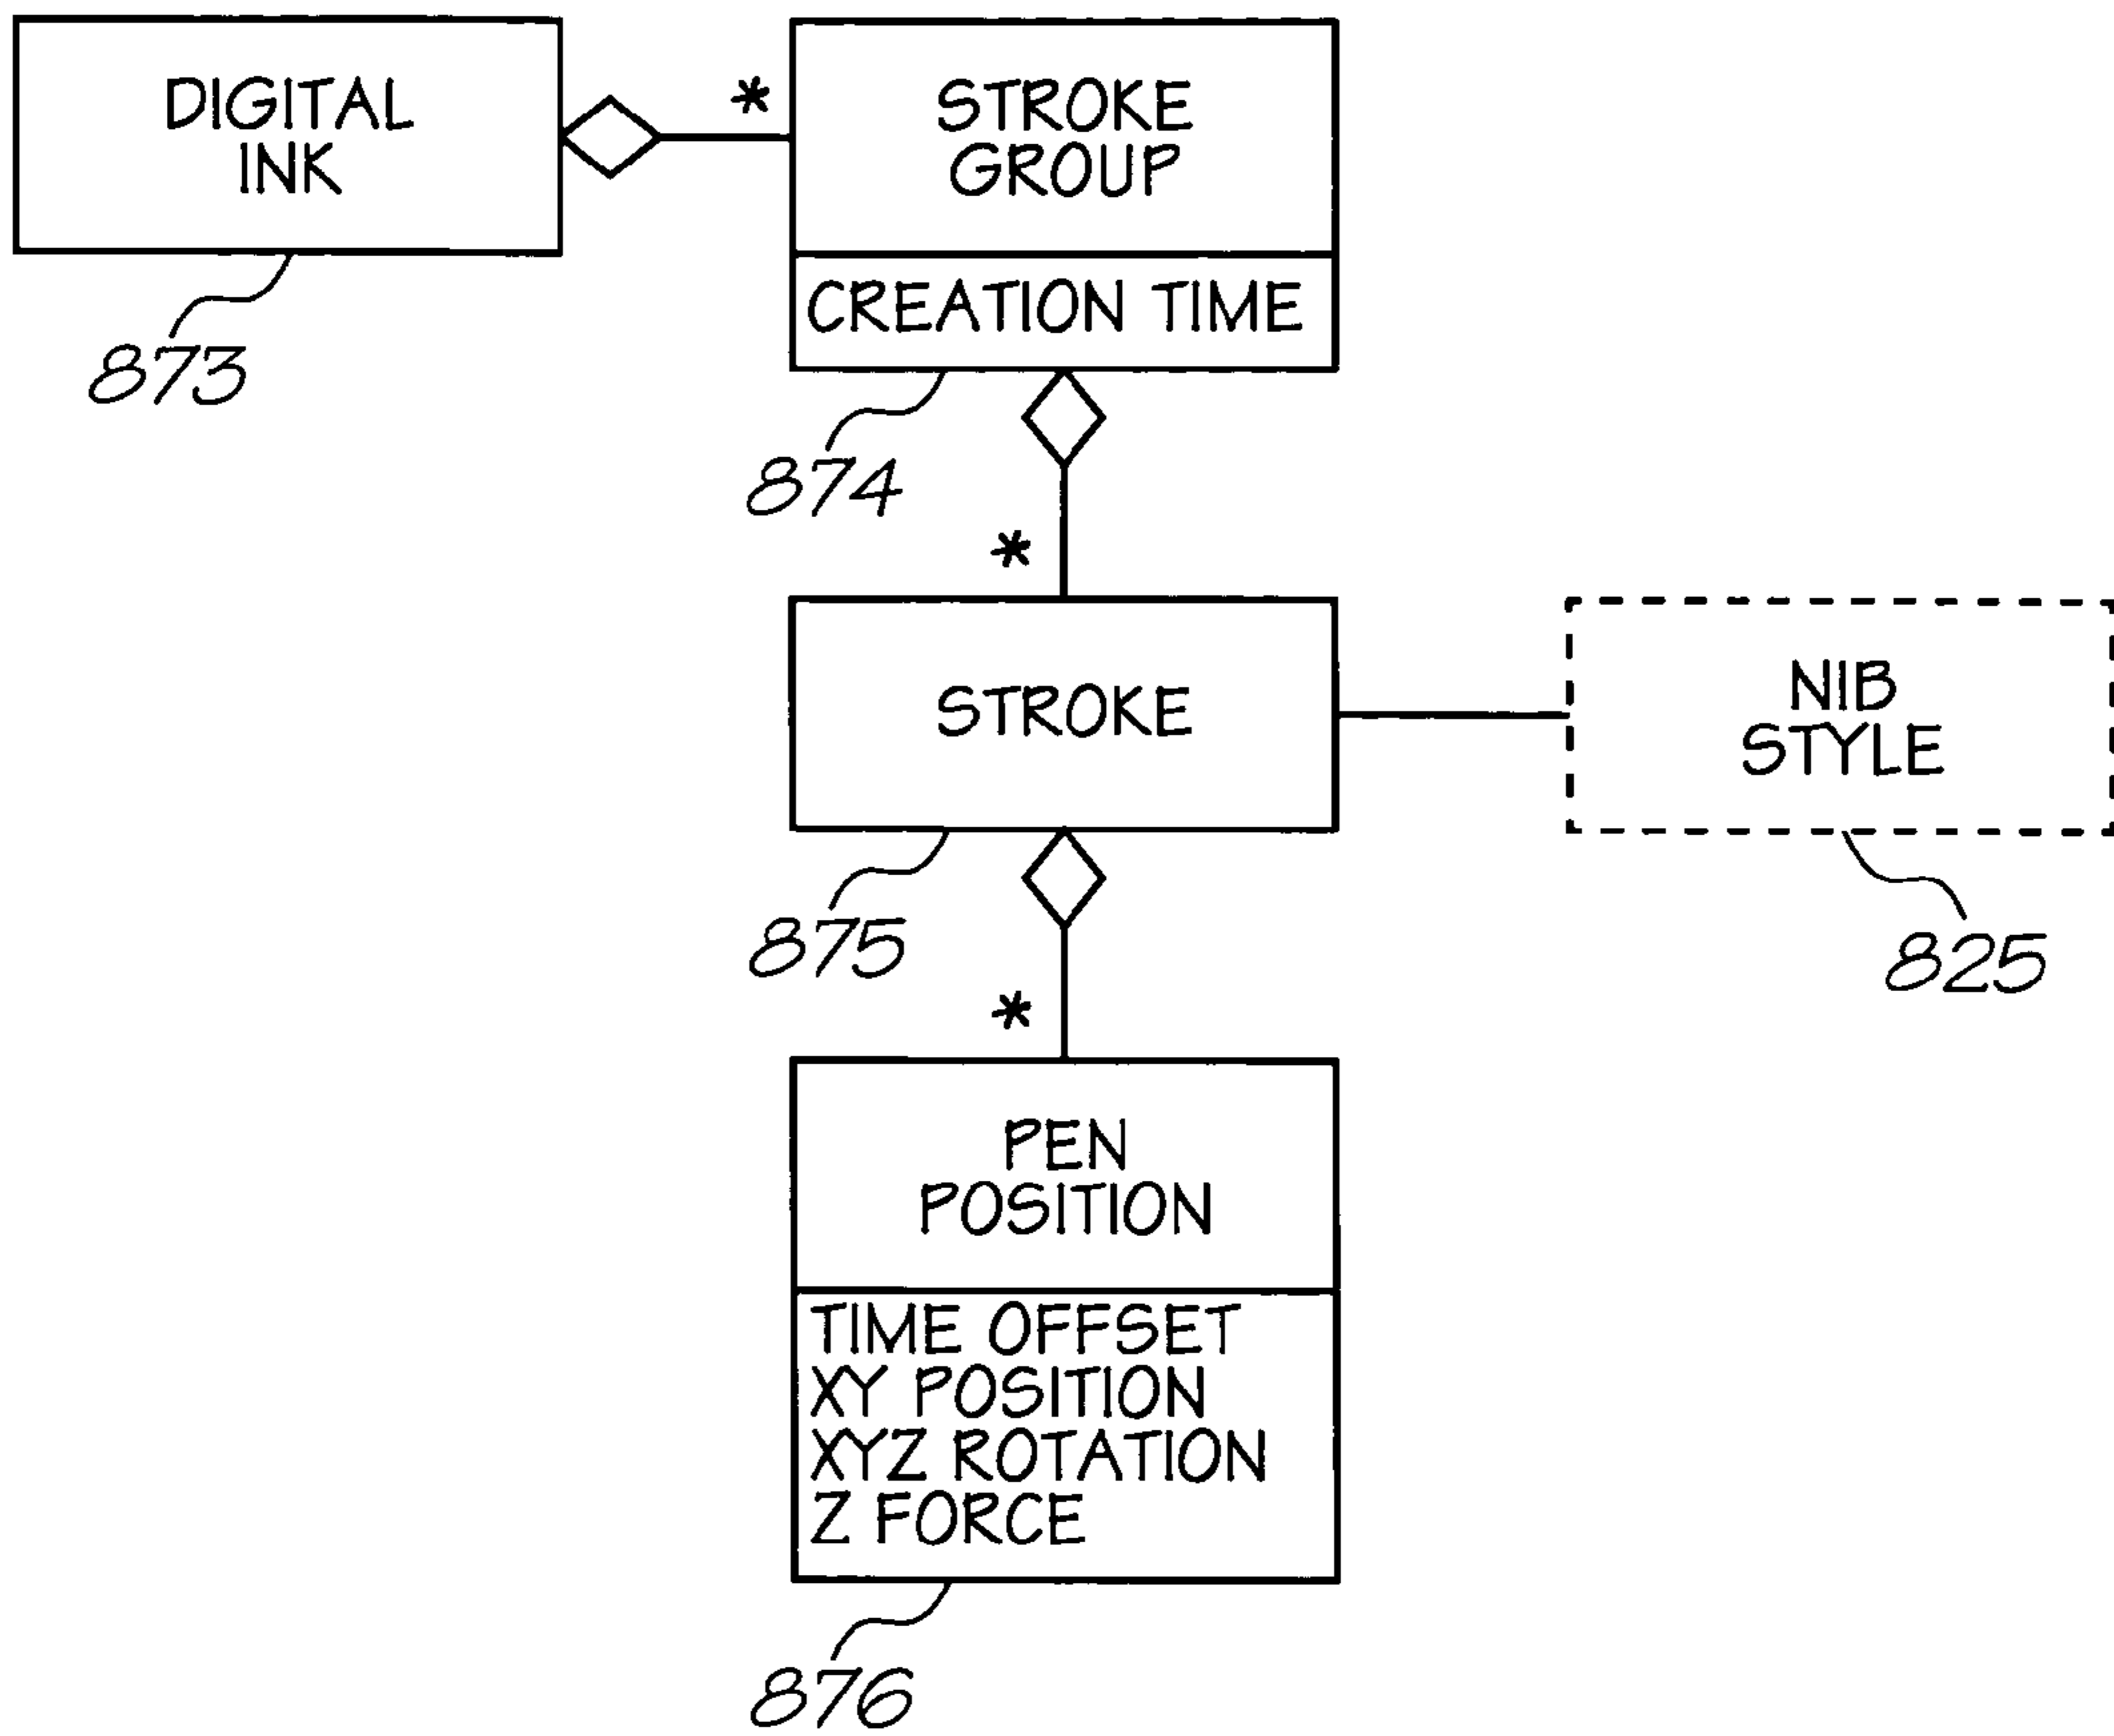 DIGITAL
INK
*
STROKE
GROUP
CREATION TIME
873
874
*
STROKE
NIB
STYLE
875
825
*
PEN
POSITION
TIME OFFSET
XY POSITION
XYZ ROTATION
Z FORCE
876